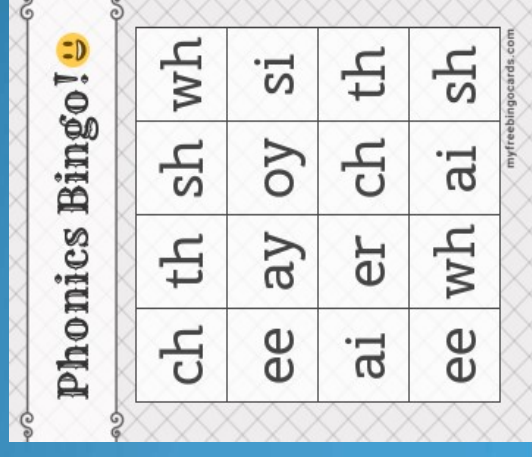 Phonics Bingo!😃
ch th sh wh
ee ay oy si
ai er ch th
ee wh ai sh
myfreebingocards.com